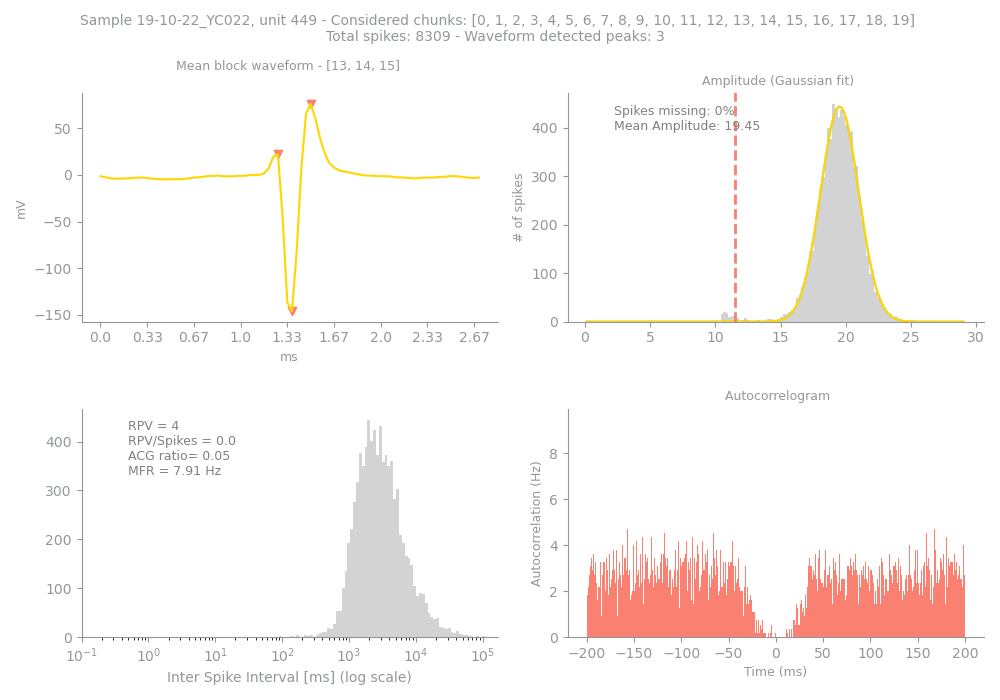 Sample 19-10-22_YC022, unit 449 - Considered chunks: [0, 1, 2, 3, 4, 5, 6, 7, 8, 9, 10, 11, 12, 13, 14, 15, 16, 17, 18, 19]
Total spikes: 8309 - Waveform detected peaks: 3
Mean block waveform - [13, 14, 15]
50
0
−50
−100
−150
mV
0.0 0.33 0.67 1.0 1.33 1.67 2.0 2.33 2.67
ms
Amplitude (Gaussian fit)
Spikes missing: 0%
Mean Amplitude: 19.45
400
300
200
100
0
# of spikes
0 5 10 15 20 25 30
RPV = 4
RPV/Spikes = 0.0
ACG ratio= 0.05
MFR = 7.91 Hz
400
300
200
100
0
10⁻¹ 10⁰ 10¹ 10² 10³ 10⁴ 10⁵
Inter Spike Interval [ms] (log scale)
Autocorrelogram
8
6
4
2
0
Autocorrelation (Hz)
−200 −150 −100 −50 0 50 100 150 200
Time (ms)